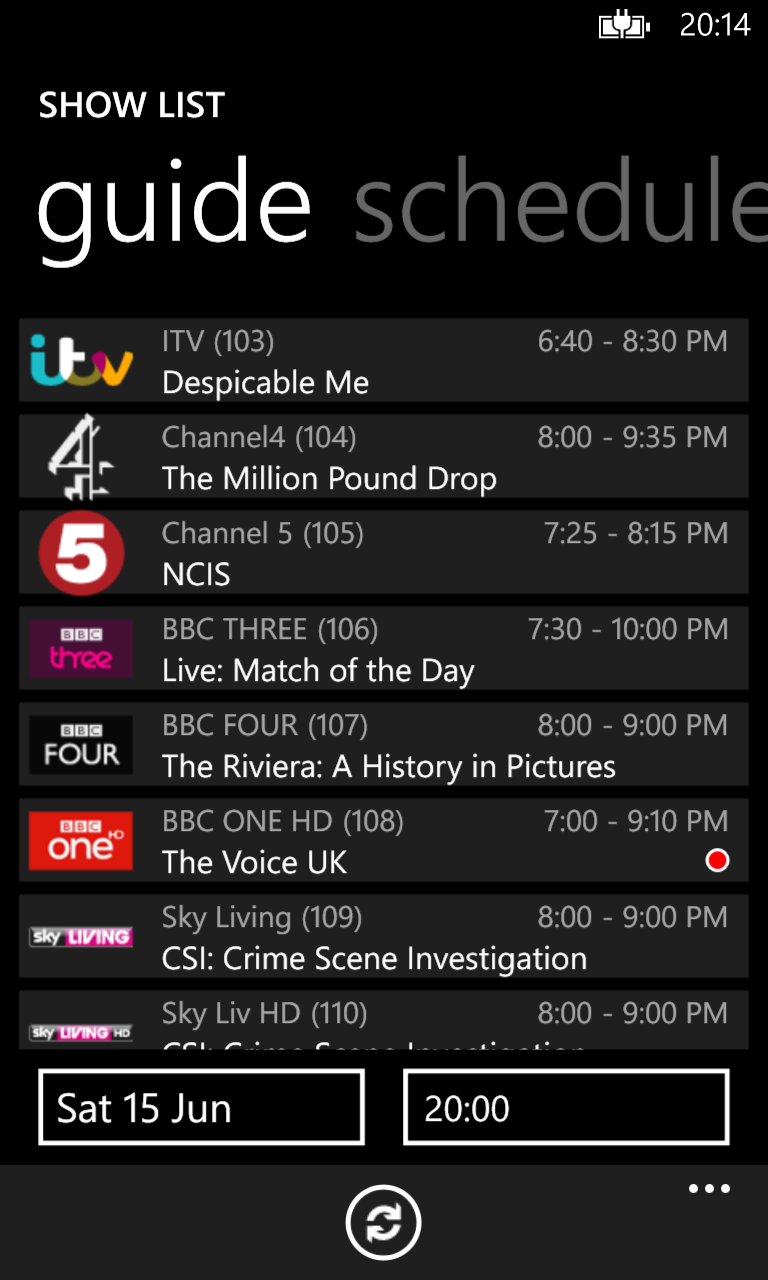 20:14
SHOW LIST
guide schedule
itv
ITV (103) 6:40 - 8:30 PM
Despicable Me
4
Channel4 (104) 8:00 - 9:35 PM
The Million Pound Drop
5
Channel 5 (105) 7:25 - 8:15 PM
NCIS
BBC
three
BBC THREE (106) 7:30 - 10:00 PM
Live: Match of the Day
BBC
FOUR
BBC FOUR (107) 8:00 - 9:00 PM
The Riviera: A History in Pictures
BBC
one HD
BBC ONE HD (108) 7:00 - 9:10 PM
The Voice UK
sky LIVING
Sky Living (109) 8:00 - 9:00 PM
CSI: Crime Scene Investigation
sky LIVING HD
Sky Liv HD (110) 8:00 - 9:00 PM
CSI: Crime Scene Investigation
Sat 15 Jun
20:00